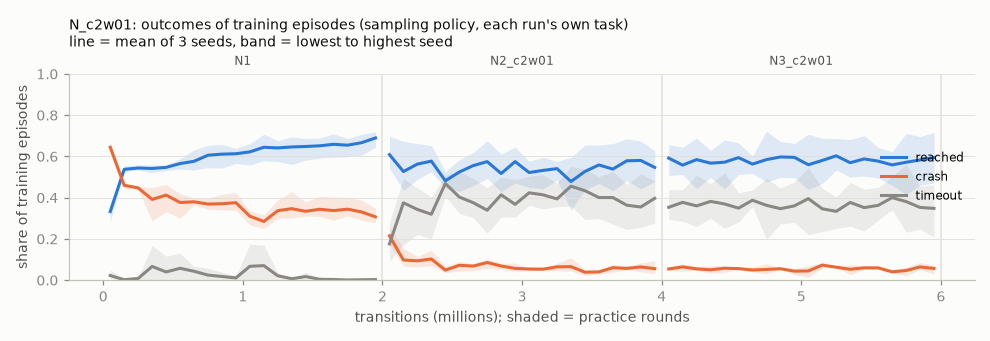 N_c2w01: outcomes of training episodes (sampling policy, each run's own task)
line = mean of 3 seeds, band = lowest to highest seed
N1
N2_c2w01
N3_c2w01
share of training episodes
1.0
0.8
0.6
0.4
0.2
0.0
reached
crash
timeout
0
1
2
3
4
5
6
transitions (millions); shaded = practice rounds